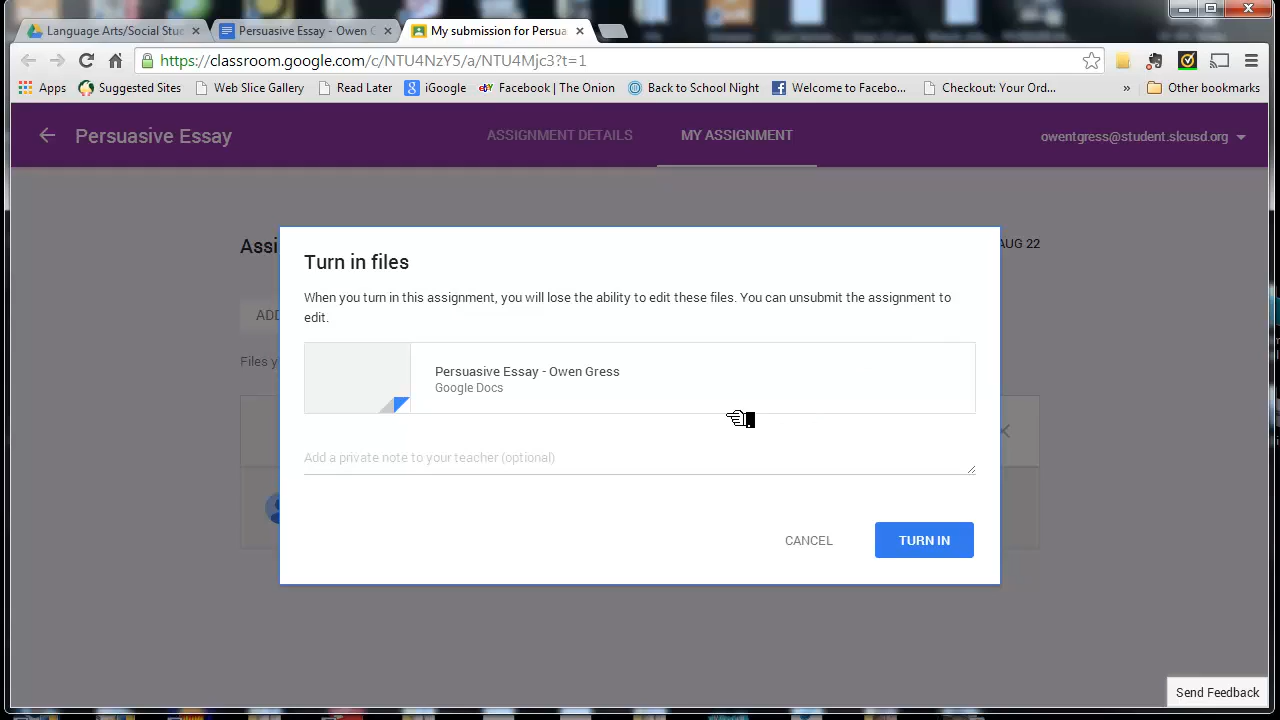 Language Arts/Social Stu
Persuasive Essay - Owen G
My submission for Persua
https://classroom.google.com/c/NTU4NzY5/a/NTU4Mjc3?t=1
Apps
Suggested Sites
Web Slice Gallery
Read Later
iGoogle
Facebook | The Onion
Back to School Night
Welcome to Facebo...
Checkout: Your Ord...
»
Other bookmarks
Persuasive Essay
ASSIGNMENT DETAILS
MY ASSIGNMENT
owentgress@student.slcusd.org
Assi
AUG 22
ADD
Files y
Turn in files
When you turn in this assignment, you will lose the ability to edit these files. You can unsubmit the assignment to
edit.
Persuasive Essay - Owen Gress
Google Docs
Add a private note to your teacher (optional)
CANCEL
TURN IN
Send Feedback